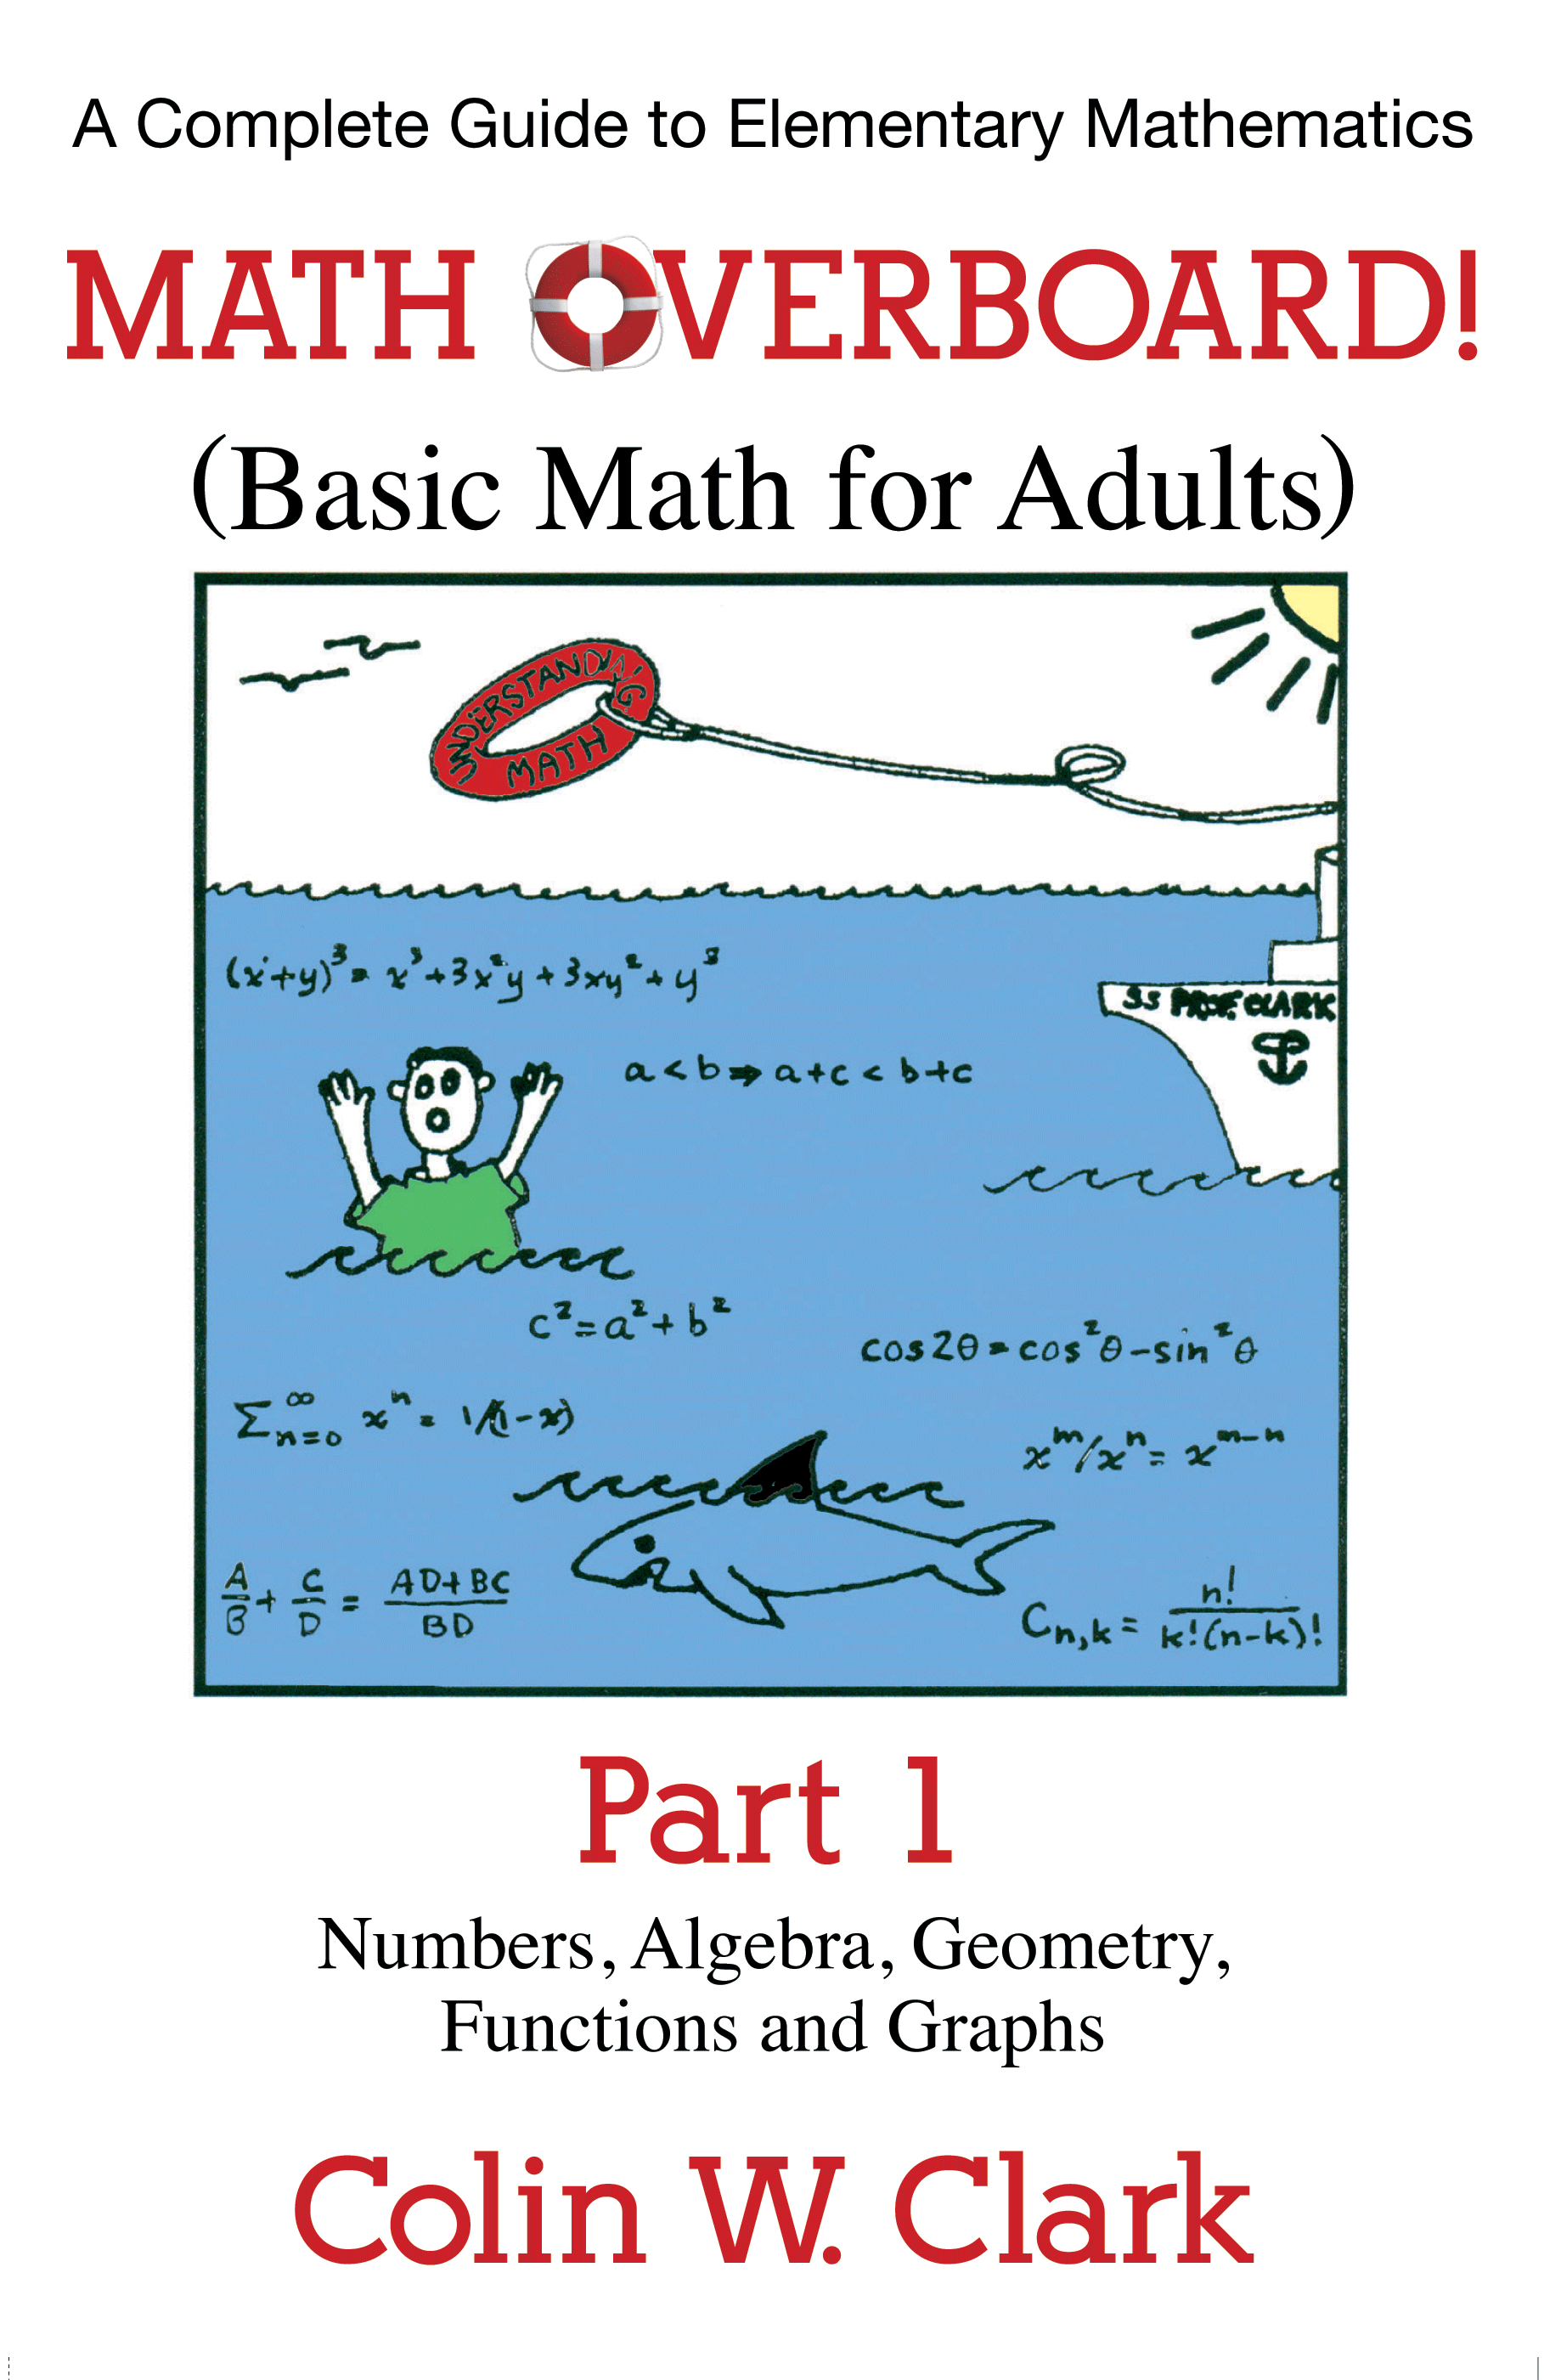 A Complete Guide to Elementary Mathematics
MATH OVERBOARD!
(Basic Math for Adults)
UNDERSTANDING
MATH
(x+y)³ = x³+3x²y+3xy²+y³
SS PROF. CLARK
a<b⇒a+c<b+c
c²=a²+b²
cos2θ=cos²θ-sin²θ
Σₙ₌₀^∞ xⁿ = 1/(1-x)
xᵐ/xⁿ = xᵐ⁻ⁿ
A/B + C/D = AD+BC/BD
Cₙ,ₖ = n!/k!(n-k)!
Part 1
Numbers, Algebra, Geometry,
Functions and Graphs
Colin W. Clark